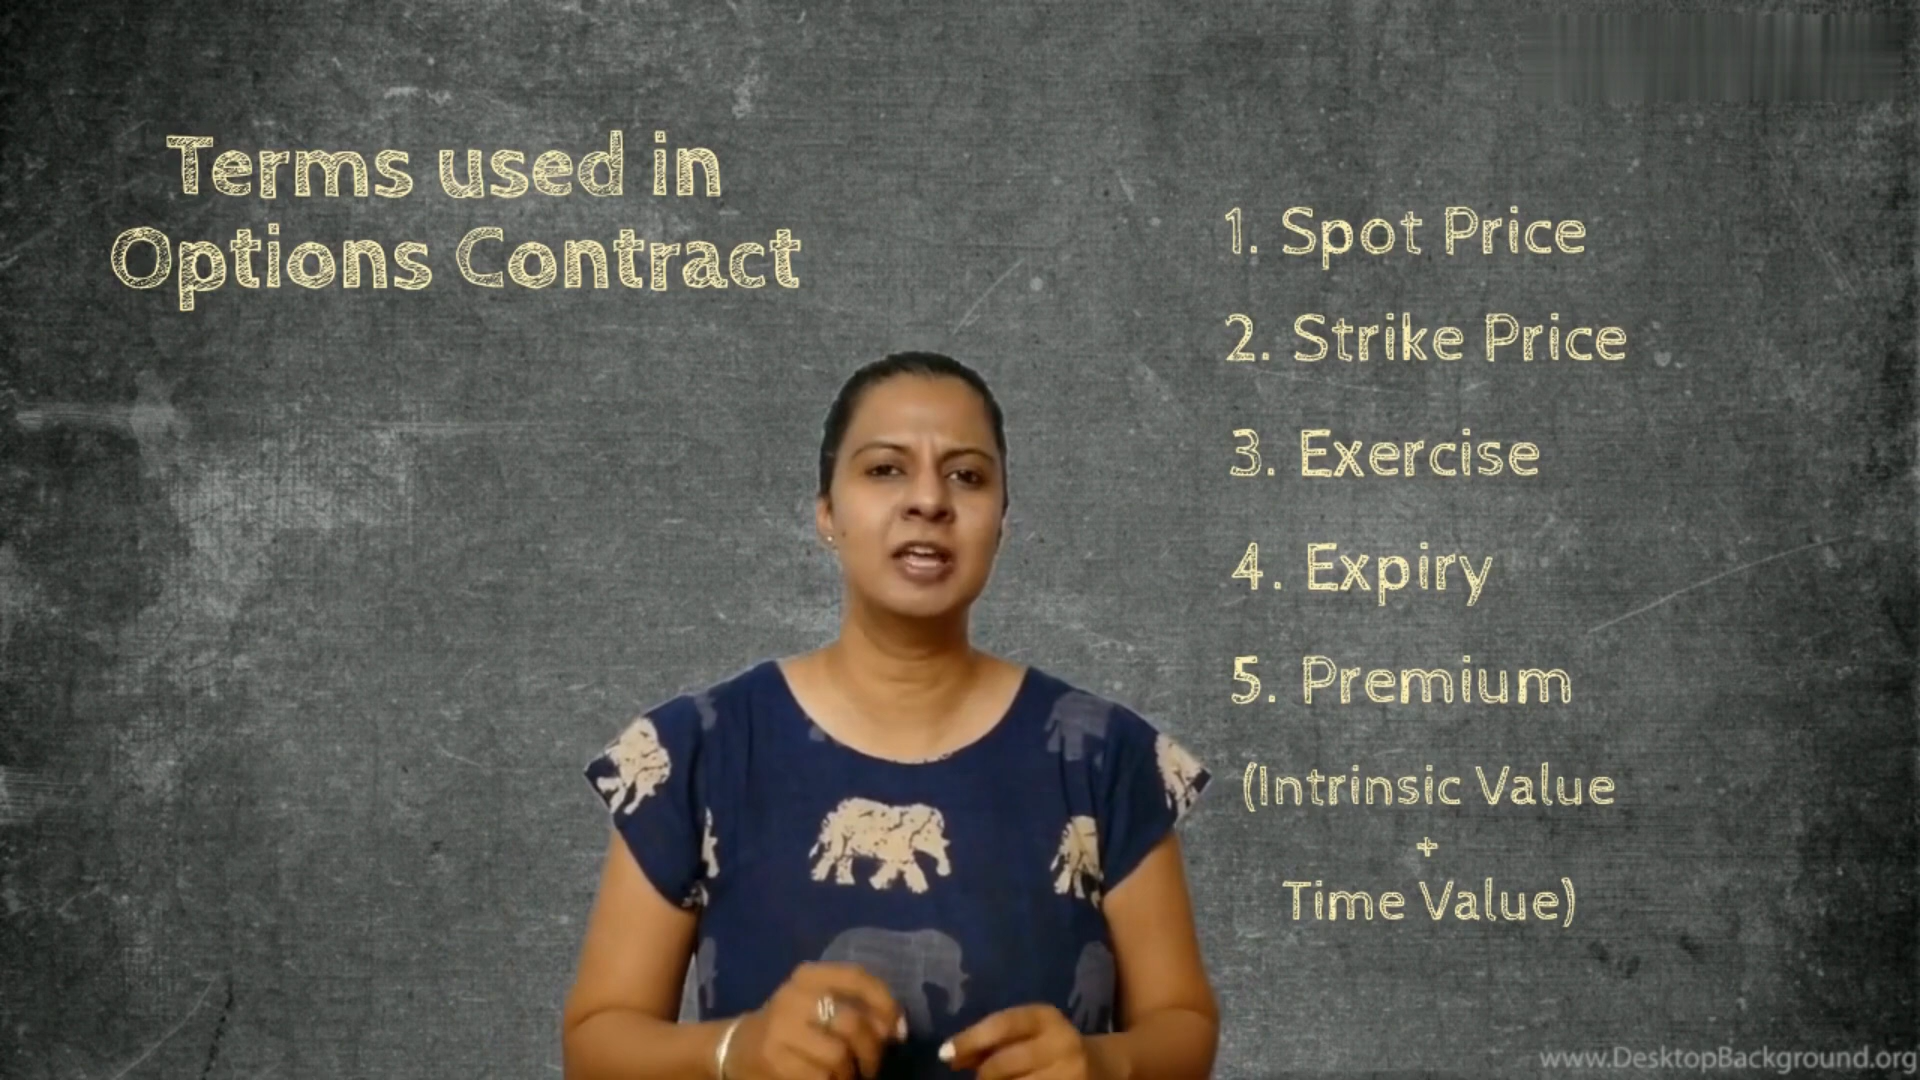 Terms used in
Options Contract
1. Spot Price
2. Strike Price
3. Exercise
4. Expiry
5. Premium
(Intrinsic Value
+
Time Value)
www.DesktopBackground.org